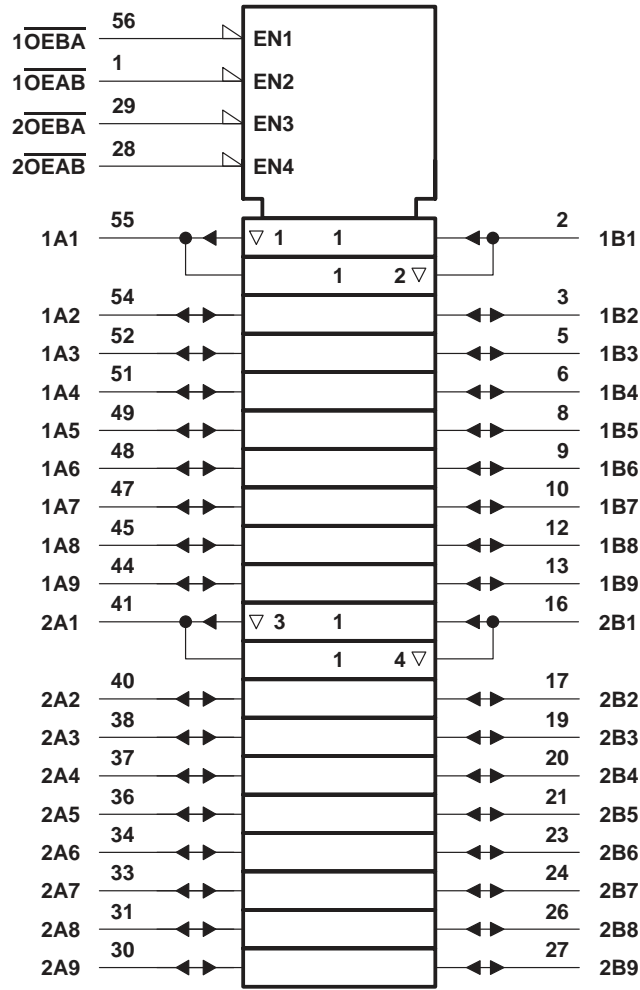 1OEBA 56 EN1
1OEAB 1 EN2
2OEBA 29 EN3
2OEAB 28 EN4
1A1 55 ▽ 1 1 2 1B1
1 2 ▽
1A2 54 3 1B2
1A3 52 5 1B3
1A4 51 6 1B4
1A5 49 8 1B5
1A6 48 9 1B6
1A7 47 10 1B7
1A8 45 12 1B8
1A9 44 13 1B9
2A1 41 ▽ 3 1 16 2B1
1 4 ▽
2A2 40 17 2B2
2A3 38 19 2B3
2A4 37 20 2B4
2A5 36 21 2B5
2A6 34 23 2B6
2A7 33 24 2B7
2A8 31 26 2B8
2A9 30 27 2B9